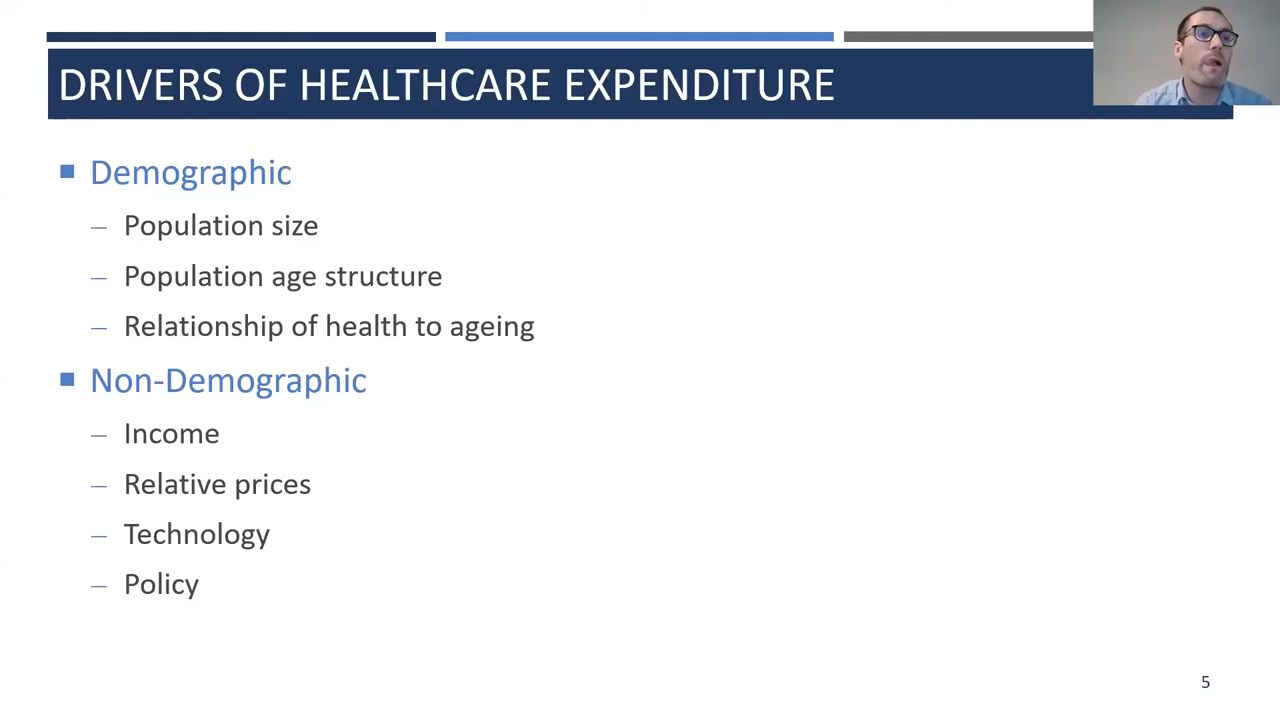 DRIVERS OF HEALTHCARE EXPENDITURE
Demographic
– Population size
– Population age structure
– Relationship of health to ageing
Non-Demographic
– Income
– Relative prices
– Technology
– Policy
5